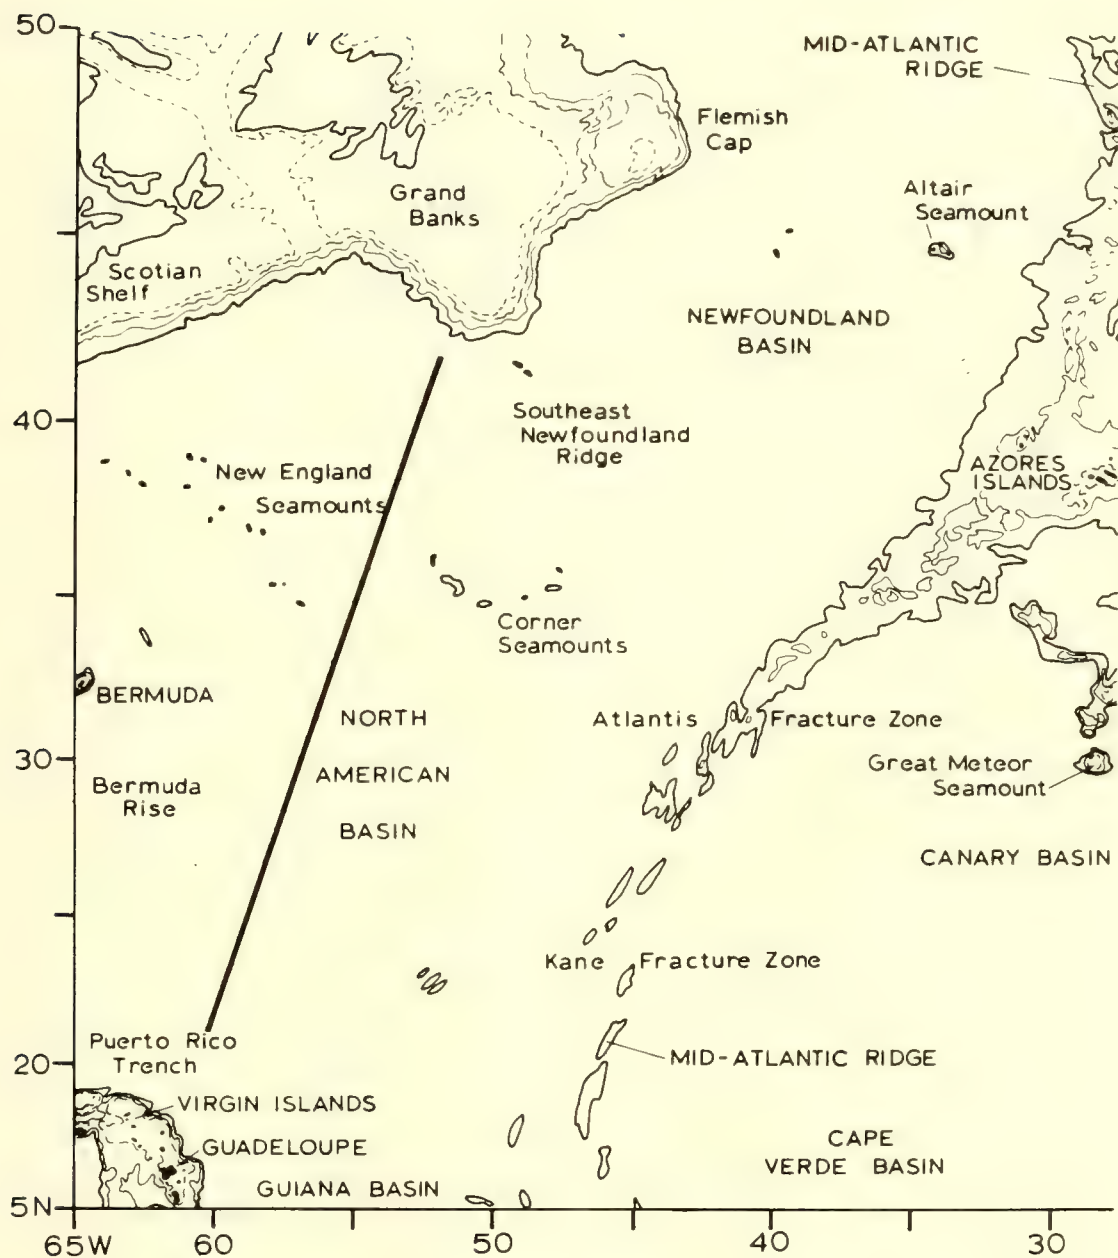 50
MID-ATLANTIC
RIDGE
Flemish
Cap
Grand
Banks
Altair
Seamount
Scotian
Shelf
NEWFOUNDLAND
BASIN
40
Southeast
Newfoundland
Ridge
New England
Seamounts
AZORES
ISLANDS
Corner
Seamounts
BERMUDA
NORTH
AMERICAN
BASIN
Atlantis Fracture Zone
30
Bermuda
Rise
Great Meteor
Seamount
CANARY BASIN
Kane Fracture Zone
Puerto Rico
Trench
20
MID-ATLANTIC RIDGE
VIRGIN ISLANDS
GUADELOUPE
CAPE
VERDE BASIN
GUIANA BASIN
5N
65W 60 50 40 30